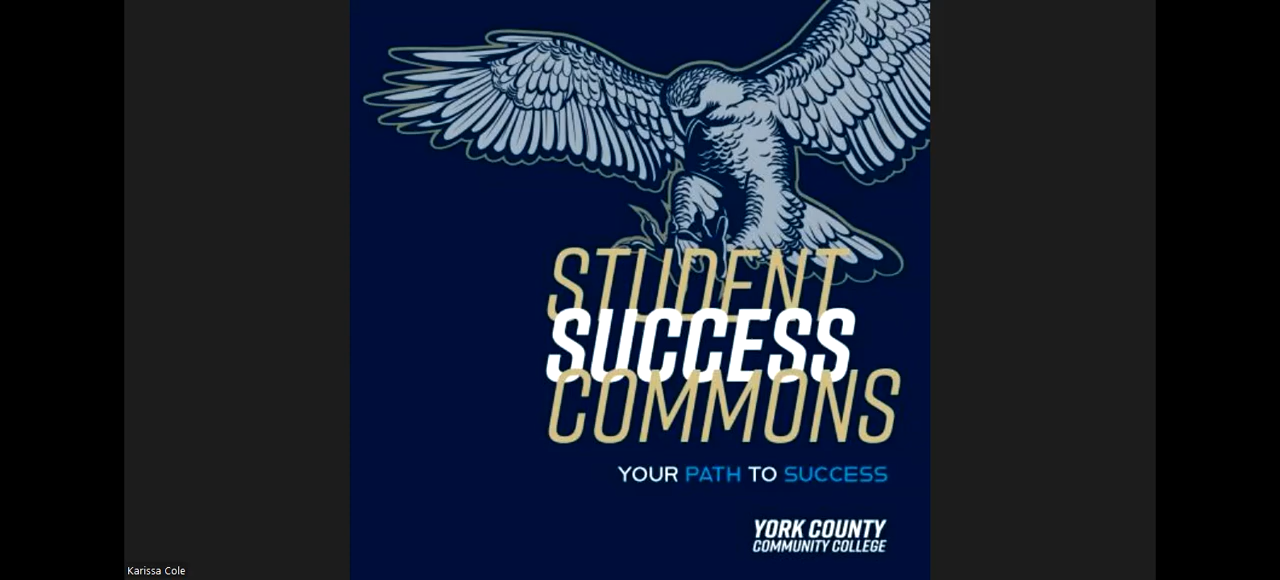 STUDENT
SUCCESS
COMMONS
YOUR PATH TO SUCCESS
YORK COUNTY
COMMUNITY COLLEGE
Karissa Cole